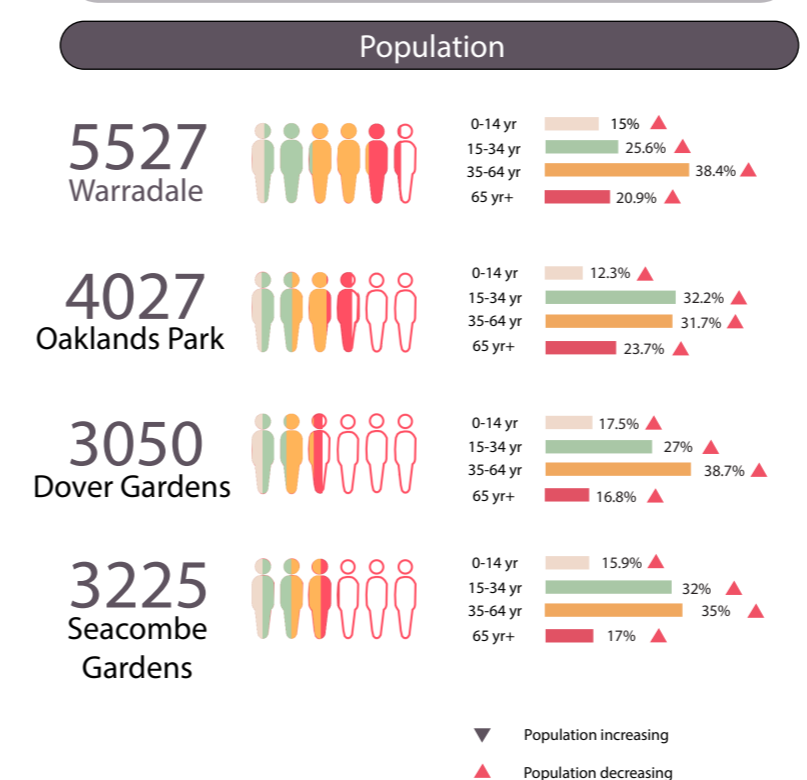 Population
5527
Warradale
0-14 yr 15%
15-34 yr 25.6%
35-64 yr 38.4%
65 yr+ 20.9%
4027
Oaklands Park
0-14 yr 12.3%
15-34 yr 32.2%
35-64 yr 31.7%
65 yr+ 23.7%
3050
Dover Gardens
0-14 yr 17.5%
15-34 yr 27%
35-64 yr 38.7%
65 yr+ 16.8%
3225
Seacombe
Gardens
0-14 yr 15.9%
15-34 yr 32%
35-64 yr 35%
65 yr+ 17%
Population increasing
Population decreasing